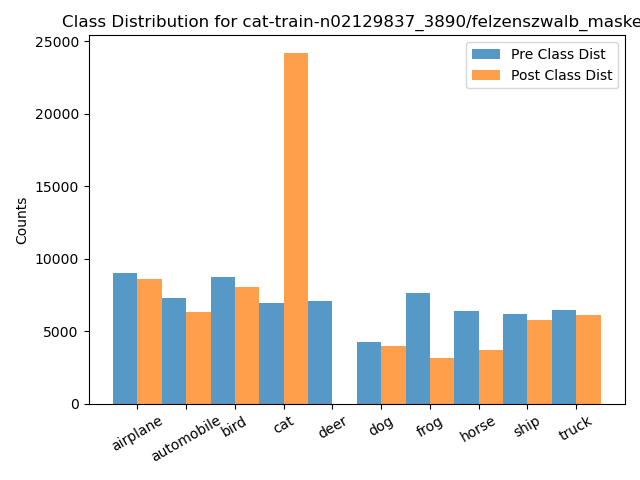 Class Distribution for cat-train-n02129837_3890/felzenszwalb_maske
Pre Class Dist
Post Class Dist
Counts
25000
20000
15000
10000
5000
0
airplane
automobile
bird
cat
deer
dog
frog
horse
ship
truck